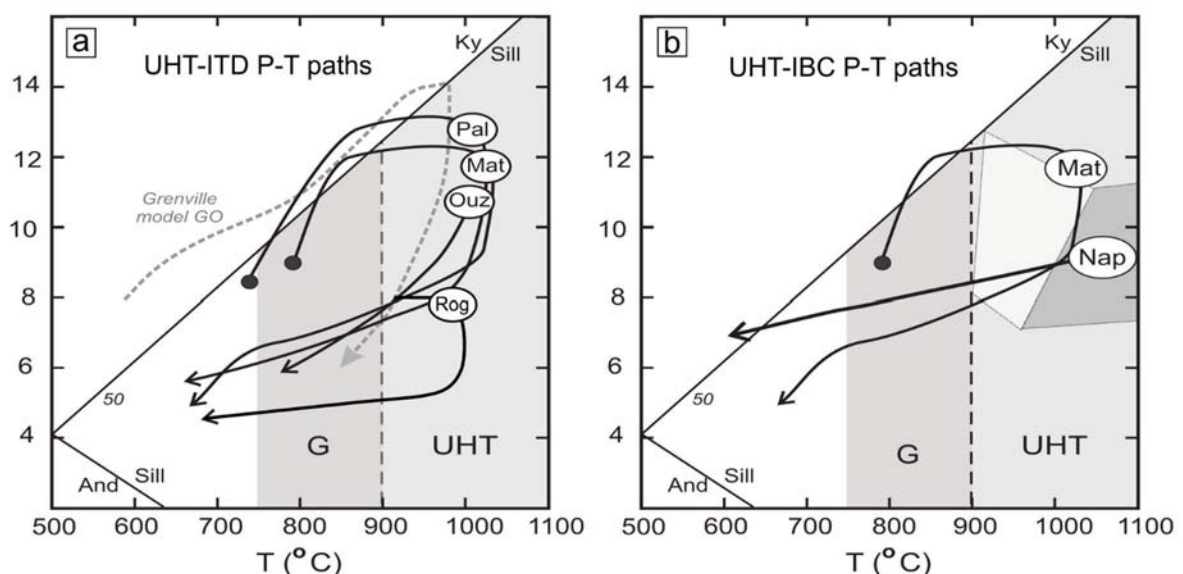 a
UHT-ITD P-T paths
Ky
Sill
14
12
10
8
6
4
Pal
Mat
Ouz
Rog
Grenville
model GO
50
G
UHT
And
Sill
500 600 700 800 900 1000 1100
T (°C)
b
UHT-IBC P-T paths
Ky
Sill
14
12
10
8
6
4
Mat
Nap
50
G
UHT
And
Sill
500 600 700 800 900 1000 1100
T (°C)